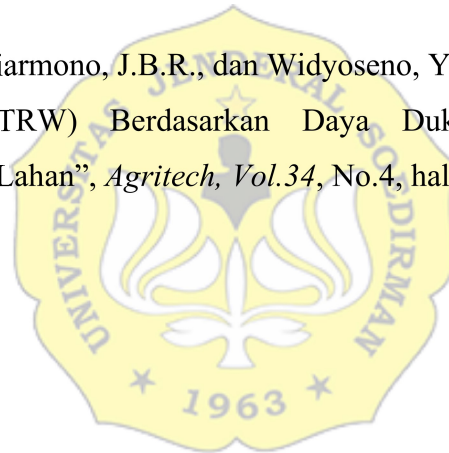 iarmono, J.B.R., dan Widyoseno, Y
TRW) Berdasarkan Daya Duk
Lahan”, Agritech, Vol.34, No.4, hal
UNIVERSITAS JENDERAL SOEDIRMAN
★ 1963 ★